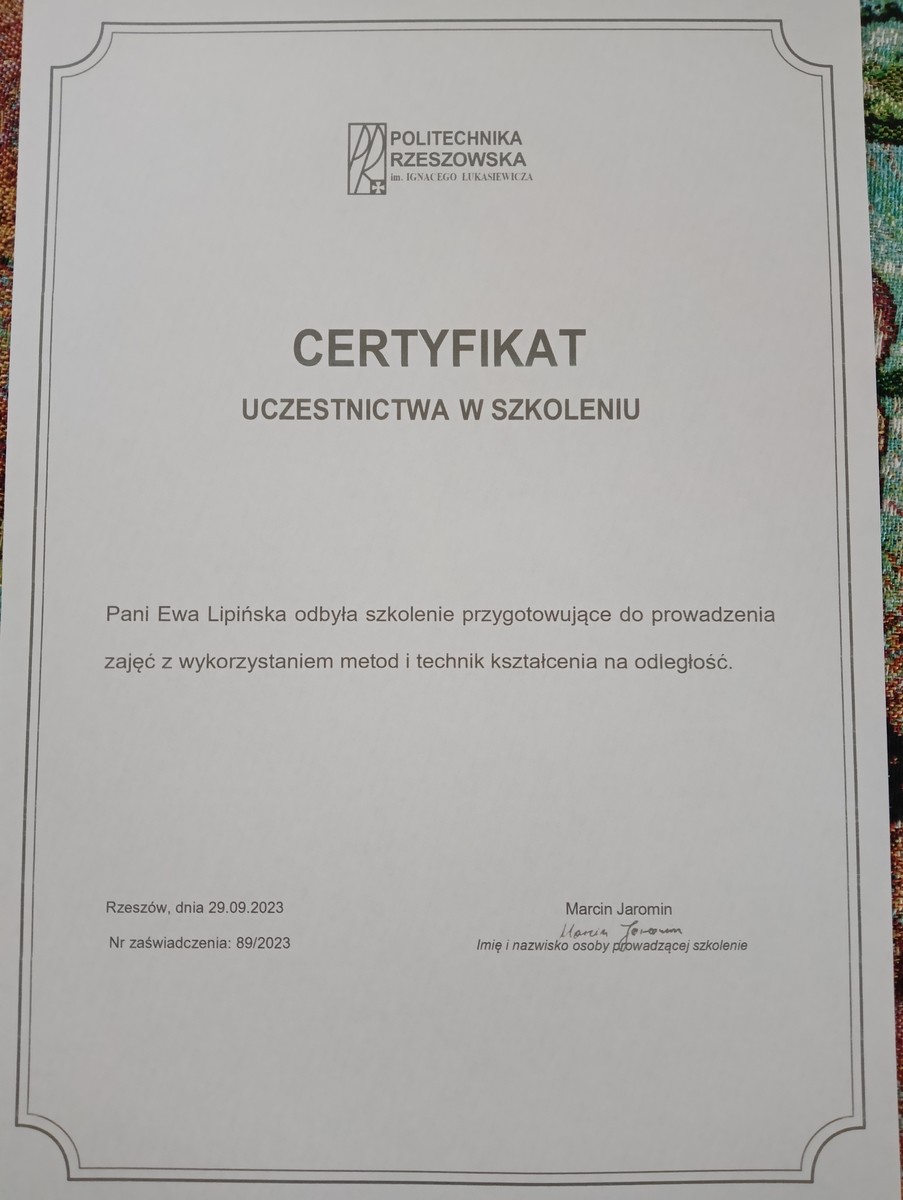 POLITECHNIKA
RZESZOWSKA
im. IGNACEGO ŁUKASIEWICZA
CERTYFIKAT
UCZESTNICTWA W SZKOLENIU
Pani Ewa Lipińska odbyła szkolenie przygotowujące do prowadzenia
zajęć z wykorzystaniem metod i technik kształcenia na odległość.
Rzeszów, dnia 29.09.2023
Nr zaświadczenia: 89/2023
Marcin Jaromin
Marcin Jaromin
Imię i nazwisko osoby prowadzącej szkolenie